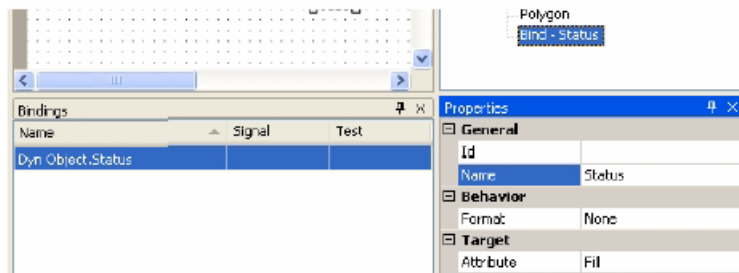 Polygon
Bind - Status
Bindings
Name Signal Test
Dyn Object.Status
Properties
General
Id
Name Status
Behavior
Format None
Target
Attribute Fill